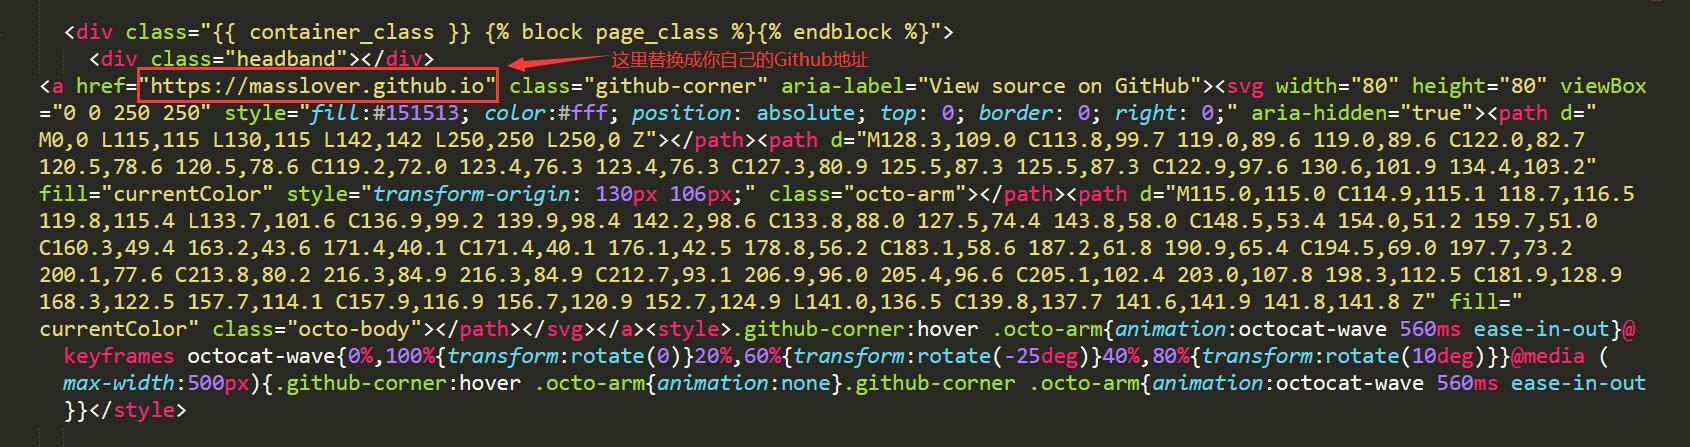 <div class="{{ container_class }} {% block page_class %}{% endblock %}">
<div class="headband"></div>
这里替换成你自己的Github地址
<a href="https://masslover.github.io" class="github-corner" aria-label="View source on GitHub"><svg width="80" height="80" viewBox
="0 0 250 250" style="fill:#151513; color:#fff; position: absolute; top: 0; border: 0; right: 0;" aria-hidden="true"><path d="
M0,0 L115,115 L130,115 L142,142 L250,250 L250,0 Z"></path><path d="M128.3,109.0 C113.8,99.7 119.0,89.6 119.0,89.6 C122.0,82.7
120.5,78.6 120.5,78.6 C119.2,72.0 123.4,76.3 123.4,76.3 C127.3,80.9 125.5,87.3 125.5,87.3 C122.9,97.6 130.6,101.9 134.4,103.2"
fill="currentColor" style="transform-origin: 130px 106px;" class="octo-arm"></path><path d="M115.0,115.0 C114.9,115.1 118.7,116.5
119.8,115.4 L133.7,101.6 C136.9,99.2 139.9,98.4 142.2,98.6 C133.8,88.0 127.5,74.4 143.8,58.0 C148.5,53.4 154.0,51.2 159.7,51.0
C160.3,49.4 163.2,43.6 171.4,40.1 C171.4,40.1 176.1,42.5 178.8,56.2 C183.1,58.6 187.2,61.8 190.9,65.4 C194.5,69.0 197.7,73.2
200.1,77.6 C213.8,80.2 216.3,84.9 216.3,84.9 C212.7,93.1 206.9,96.0 205.4,96.6 C205.1,102.4 203.0,107.8 198.3,112.5 C181.9,128.9
168.3,122.5 157.7,114.1 C157.9,116.9 156.7,120.9 152.7,124.9 L141.0,136.5 C139.8,137.7 141.6,141.9 141.8,141.8 Z" fill="
currentColor" class="octo-body"></path></svg></a><style>.github-corner:hover .octo-arm{animation:octocat-wave 560ms ease-in-out}@
keyframes octocat-wave{0%,100%{transform:rotate(0)}20%,60%{transform:rotate(-25deg)}40%,80%{transform:rotate(10deg)}}@media (
max-width:500px){.github-corner:hover .octo-arm{animation:none}.github-corner .octo-arm{animation:octocat-wave 560ms ease-in-out
}}</style>